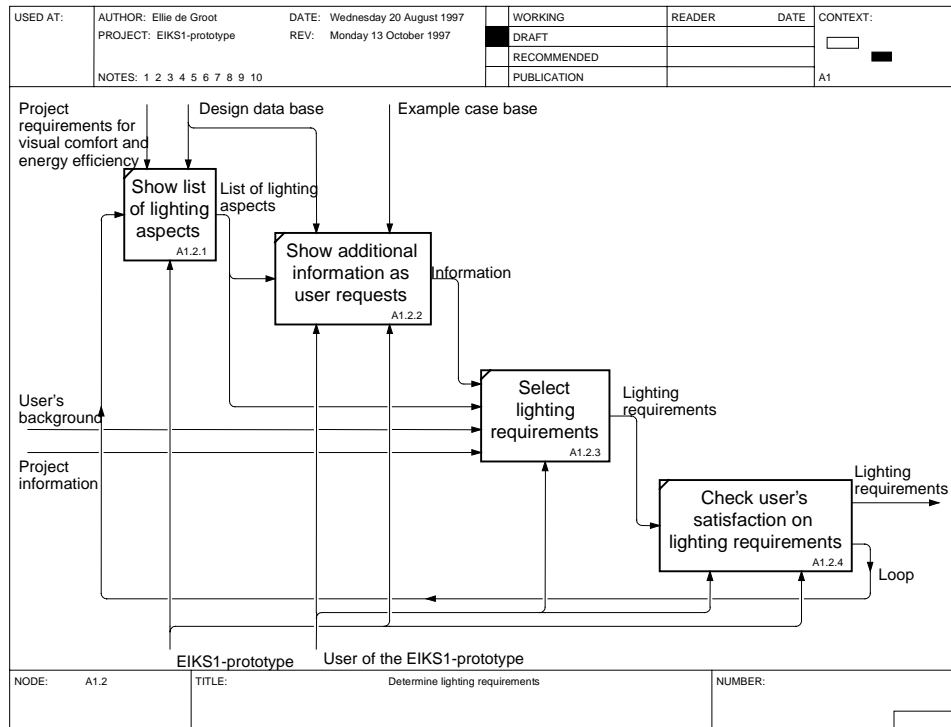 USED AT:
AUTHOR: Ellie de Groot
DATE: Wednesday 20 August 1997
WORKING
READER
DATE
CONTEXT:
PROJECT: EIKS1-prototype
REV: Monday 13 October 1997
DRAFT
RECOMMENDED
NOTES: 1 2 3 4 5 6 7 8 9 10
PUBLICATION
A1
Project
requirements for
visual comfort and
energy efficiency
Design data base
Example case base
Show list
of lighting
aspects
A1.2.1
List of lighting
aspects
Show additional
information as
user requests
A1.2.2
Information
Select
lighting
requirements
A1.2.3
Lighting
requirements
User's
background
Project
information
Check user's
satisfaction on
lighting requirements
A1.2.4
Lighting
requirements
Loop
EIKS1-prototype
User of the EIKS1-prototype
NODE:
A1.2
TITLE:
Determine lighting requirements
NUMBER: